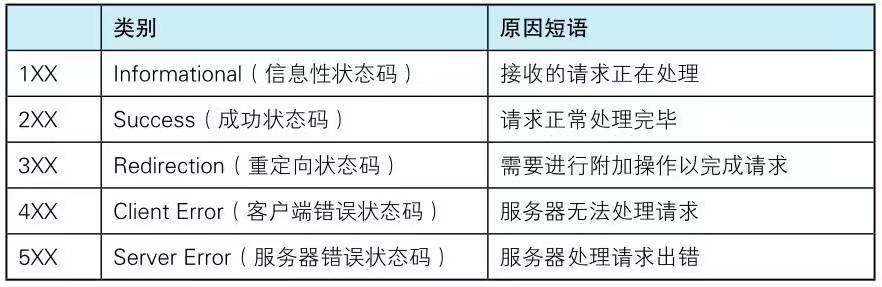 类别 原因短语
1XX Informational（信息性状态码） 接收的请求正在处理
2XX Success（成功状态码） 请求正常处理完毕
3XX Redirection（重定向状态码） 需要进行附加操作以完成请求
4XX Client Error（客户端错误状态码） 服务器无法处理请求
5XX Server Error（服务器错误状态码） 服务器处理请求出错